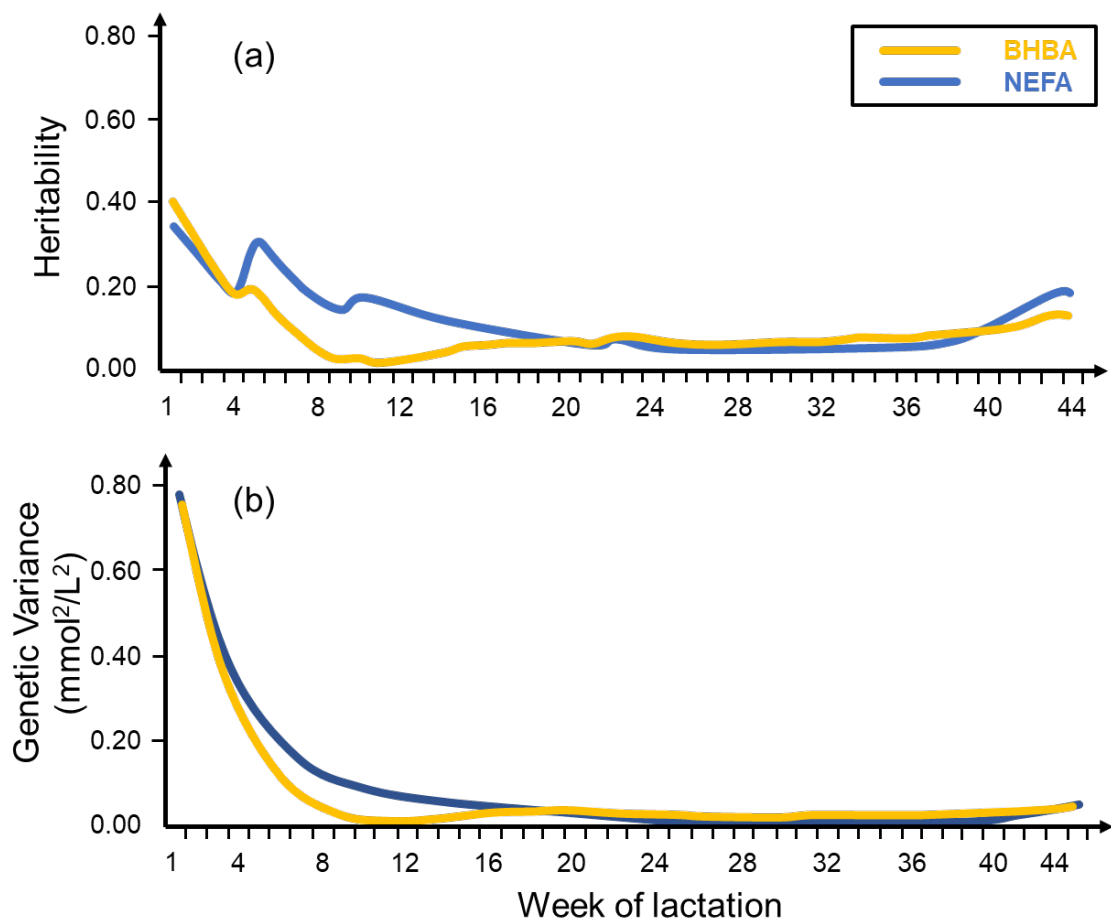 (a)
BHBA
NEFA
Heritability
0.80
0.60
0.40
0.20
0.00
1 4 8 12 16 20 24 28 32 36 40 44
(b)
Genetic Variance
(mmol²/L²)
0.80
0.60
0.40
0.20
0.00
1 4 8 12 16 20 24 28 32 36 40 44
Week of lactation